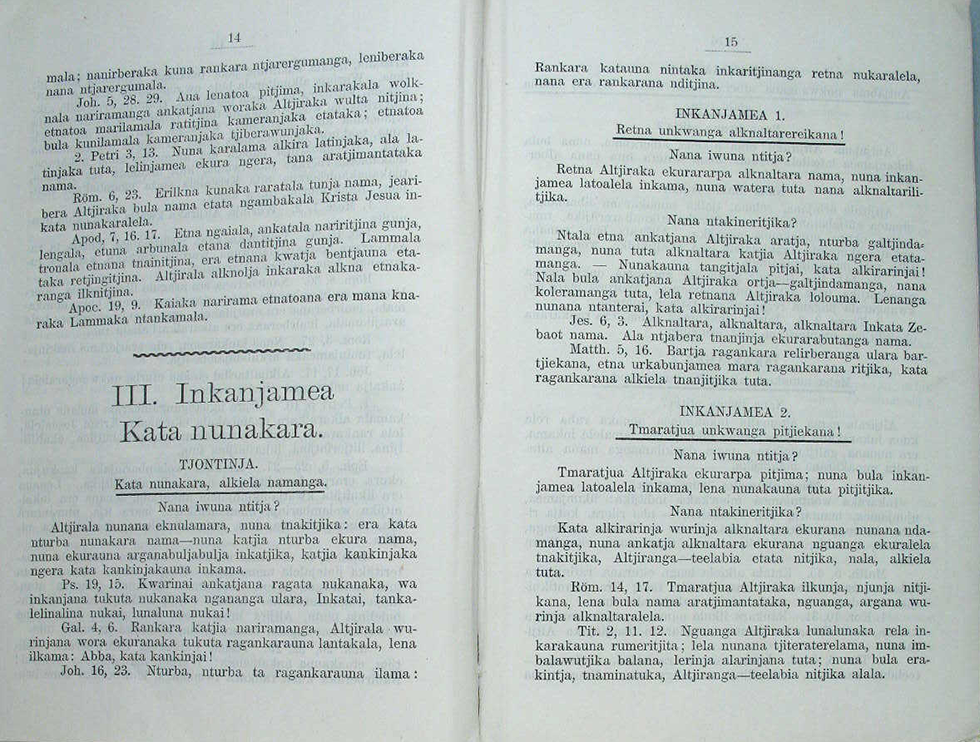 14
mala; nanirberaka kuna rankara ntjarergumanga, leniberaka
nana ntjarergumala.
Joh. 5, 28. 29. Ana lenatoa pitjima, inkarakala wolk-
nala nariramanga ankatjana woraka Altjiraka wulta nitjina;
etnatoa marilamala ratitjina kameranjaka etataka; etnatoa
bula kunilamala kameranjaka tjiberawunjaka.
2. Petri 3, 13. Nuna karalama alkira latinjaka, ala la-
tinjaka tuta, lelinjamea ekura ngera, tana aratjimantataka
nama.
Röm. 6, 23. Erilkna kunaka raratala tunja nama, jeari-
bera Altjiraka bula nama etata ngambakala Krista Jesua in-
kata nunakaralela.
Apod, 7, 16. 17. Etna ngaiala, ankatala nariritjina gunja,
lengala, etuna arbunala etana dantitjina gunja. Lammala
tronala etnana tnainitjina, era etnana kwatja bentjauna eta-
taka retjingitjina. Altjirala alknolja inkaraka alkna etnaka-
ranga ilknitjina.
Apoc. 19, 9. Kaiaka narirama etnatoana era mana kna-
raka Lammaka ntankamala.
III. Inkanjamea
Kata nunakara.
TJONTINJA.
Kata nunakara, alkiela namanga.
Nana iwuna ntitja?
Altjirala nunana eknulamara, nuna tnakitjika: era kata
nturba nunakara nama—nuna katjia nturba ekura nama,
nuna ekurauna arganabuljabulja inkatjika, katjia kankinjaka
ngera kata kankinjakauna inkama.
Ps. 19, 15. Kwarinai ankatjana ragata nukanaka, wa
inkanjana tukuta nukanaka ngananga ulara, Inkatai, tanka-
lelinalina nukai, lunaluna nukai!
Gal. 4, 6. Rankara katjia nariramanga, Altjirala wu-
rinjana wora ekuranaka tukuta ragankarauna lantakala, lena
ilkama: Abba, kata kankinjai!
Joh. 16, 23. Nturba, nturba ta ragankarauna ilama:
15
Rankara katauna nintaka inkaritjinanga retna nukaralela,
nana era rankarana nditjina.
INKANJAMEA 1.
Retna unkwanga alknaltarereikana!
Nana iwuna ntitja?
Retna Altjiraka ekurararpa alknaltara nama, nuna inkan-
jamea latoalela inkama, nuna watera tuta nana alknaltarili-
tjika.
Nana ntakineritjika?
Ntala etna ankatjana Altjiraka aratja, nturba galtjinda-
manga, nuna tuta alknaltara katjia Altjiraka ngera etata-
manga. — Nunakauna tangitjala pitjai, kata alkirarinjai!
Nala bula ankatjana Altjiraka ortja—galtjindamanga, nana
koleramanga tuta, lela retnana Altjiraka lolouma. Lenanga
nunana ntanterai, kata alkirarinjai!
Jes. 6, 3. Alknaltara, alknaltara, alknaltara Inkata Ze-
baot nama. Ala ntjabera tnanjinja ekurarabutanga nama.
Matth. 5, 16. Bartja ragankara relirberanga ulara bar-
tjiekana, etna urkabunjamea mara ragankarana ritjika, kata
ragankarana alkiela tnanjitjika tuta.
INKANJAMEA 2.
Tmaratjua unkwanga pitjiekana!
Nana iwuna ntitja?
Tmaratjua Altjiraka ekurarpa pitjima; nuna bula inkan-
jamea latoalela inkama, lena nunakauna tuta pitjitjika.
Nana ntakineritjika?
Kata alkirarinja wurinja alknaltara ekurana nunana nda-
manga, nuna ankatja alknaltara ekurana nguanga ekuralela
tnakitjika, Altjiranga—teelabia etata nitjika, nala, alkiela
tuta.
Röm. 14, 17. Tmaratjua Altjiraka ilkunja, njunja nitji-
kana, lena bula nama aratjimantataka, nguanga, argana wu-
rinja alknaltaralela.
Tit. 2, 11. 12. Nguanga Altjiraka lunalunaka rela in-
karakauna rumeritjita; lela nunana tjiteraterelama, nuna im-
balawutjika balana, lerinja alarinjana tuta; nuna bula era-
kintja, tnaminatuka, Altjiranga—teelabia nitjika alala.